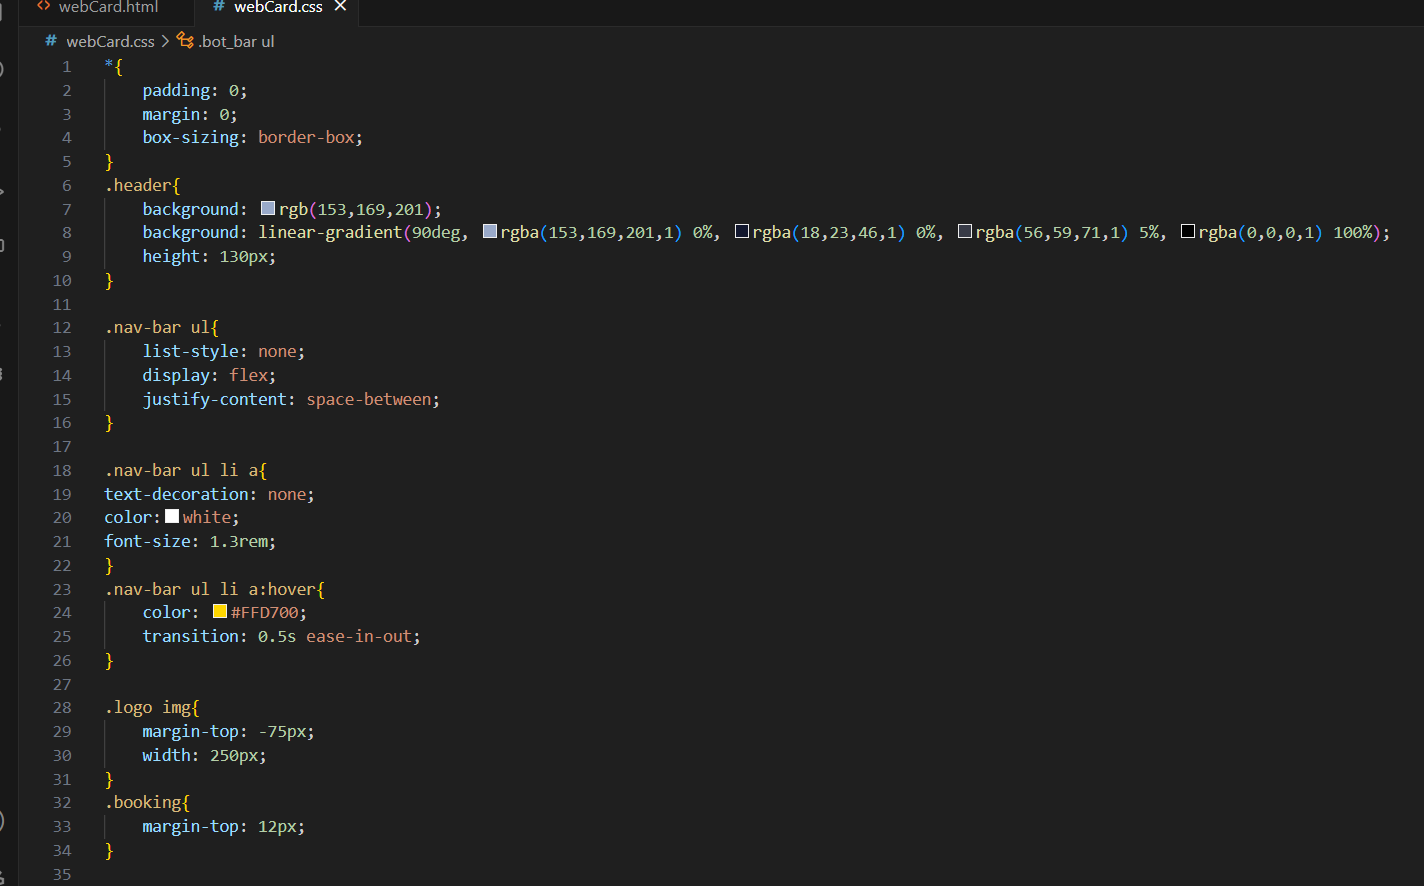 webCard.html # webCard.css ×
# webCard.css > .bot_bar ul
1 *{
2 padding: 0;
3 margin: 0;
4 box-sizing: border-box;
5 }
6 .header{
7 background: rgb(153,169,201);
8 background: linear-gradient(90deg, rgba(153,169,201,1) 0%, rgba(18,23,46,1) 0%, rgba(56,59,71,1) 5%, rgba(0,0,0,1) 100%);
9 height: 130px;
10 }
11
12 .nav-bar ul{
13 list-style: none;
14 display: flex;
15 justify-content: space-between;
16 }
17
18 .nav-bar ul li a{
19 text-decoration: none;
20 color: white;
21 font-size: 1.3rem;
22 }
23 .nav-bar ul li a:hover{
24 color: #FFD700;
25 transition: 0.5s ease-in-out;
26 }
27
28 .logo img{
29 margin-top: -75px;
30 width: 250px;
31 }
32 .booking{
33 margin-top: 12px;
34 }
35